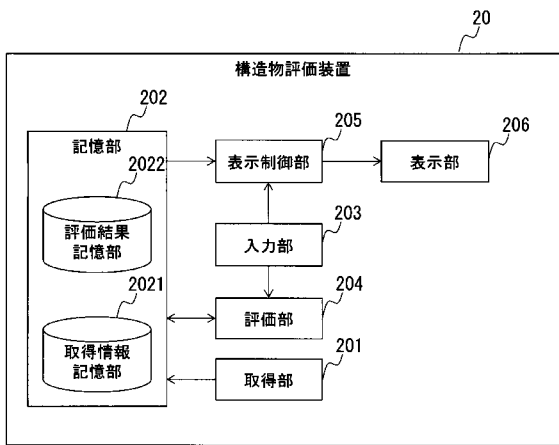 20
構造物評価装置
202
記憶部
2022
評価結果
記憶部
2021
取得情報
記憶部
205
表示制御部
206
表示部
203
入力部
204
評価部
201
取得部